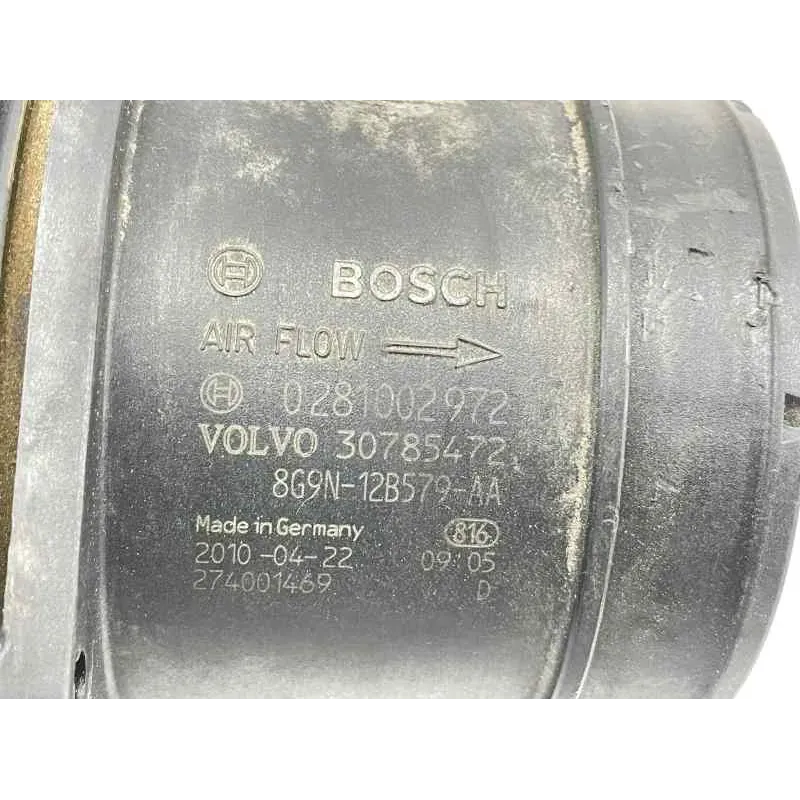 BOSCH
AIR FLOW
0281002972
VOLVO 30785472
8G9N-12B579-AA
Made in Germany 816
2010-04-22 09:05
274001469 D